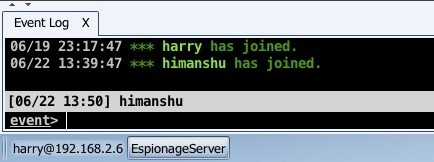 Event Log X
06/19 23:17:47 *** harry has joined.
06/22 13:39:47 *** himanshu has joined.
[06/22 13:50] himanshu
event>
harry@192.168.2.6 EspionageServer